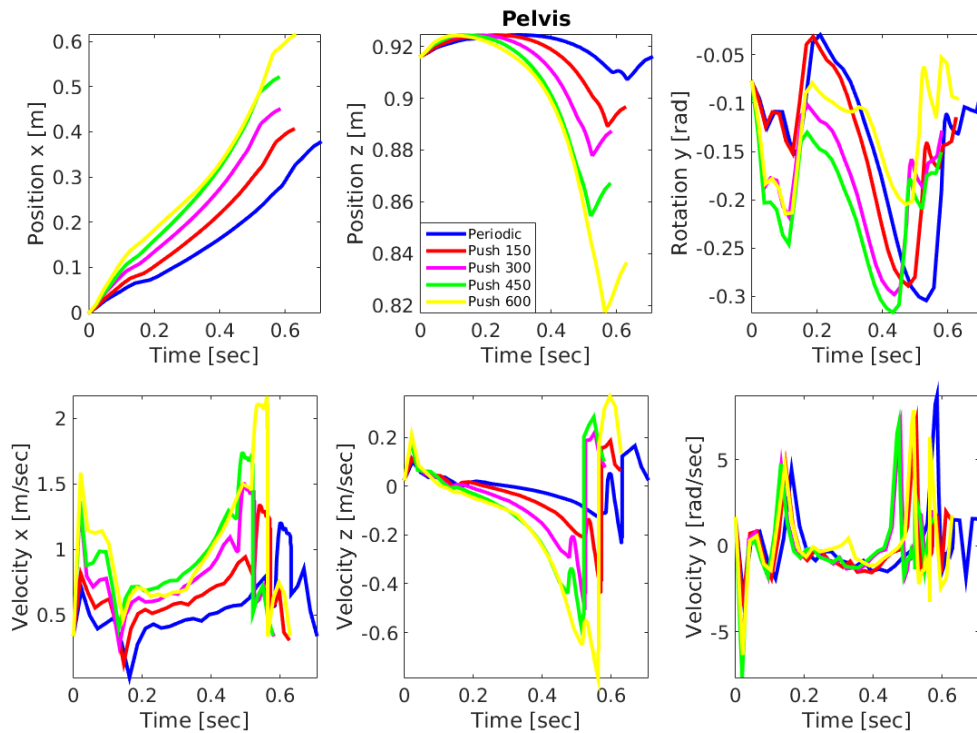 Pelvis
Position x [m]
0.6
0.5
0.4
0.3
0.2
0.1
0
0 0.2 0.4 0.6
Time [sec]
Position z [m]
0.92
0.9
0.88
0.86
0.84
0.82
Periodic
Push 150
Push 300
Push 450
Push 600
0 0.2 0.4 0.6
Time [sec]
Rotation y [rad]
-0.05
-0.1
-0.15
-0.2
-0.25
-0.3
0 0.2 0.4 0.6
Time [sec]
Velocity x [m/sec]
2
1.5
1
0.5
0 0.2 0.4 0.6
Time [sec]
Velocity z [m/sec]
0.2
0
-0.2
-0.4
-0.6
0 0.2 0.4 0.6
Time [sec]
Velocity y [rad/sec]
5
0
-5
0 0.2 0.4 0.6
Time [sec]